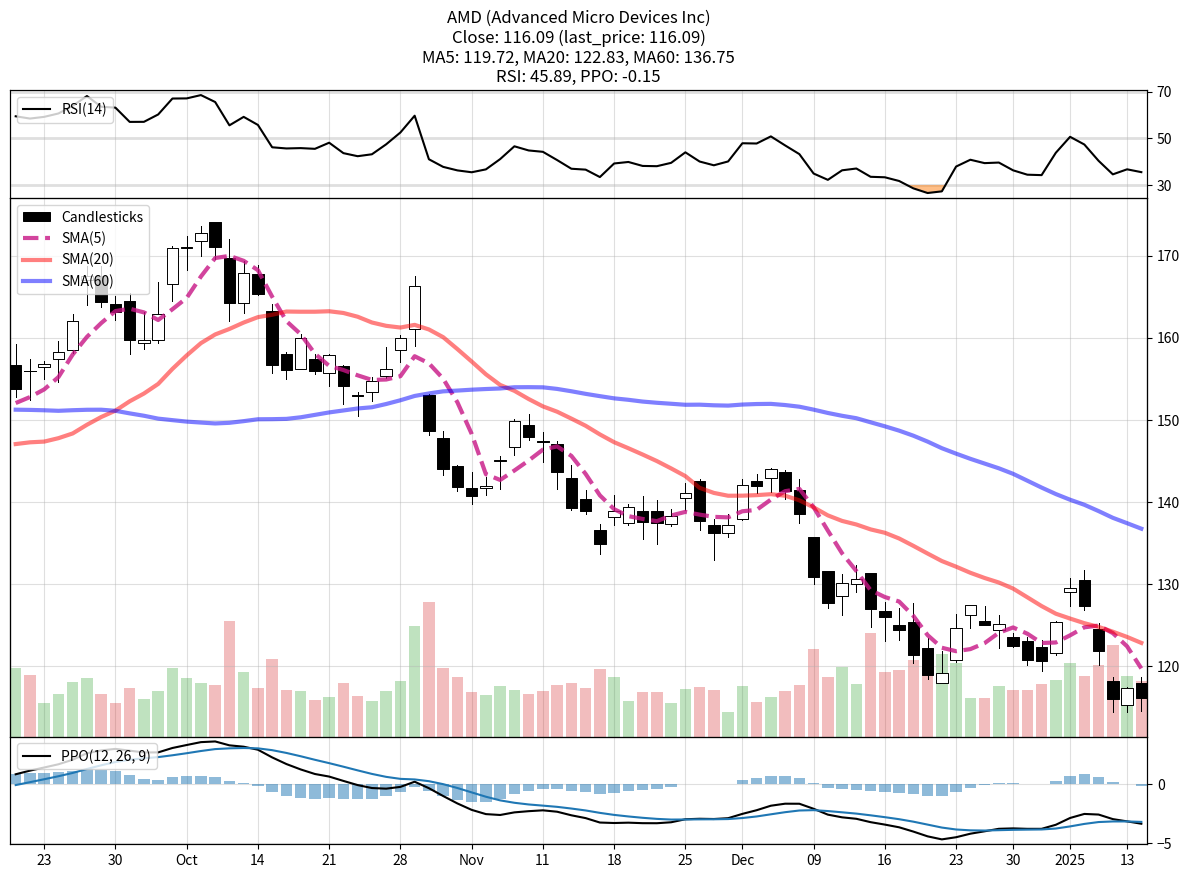 AMD (Advanced Micro Devices Inc)
Close: 116.09 (last_price: 116.09)
MA5: 119.72, MA20: 122.83, MA60: 136.75
RSI: 45.89, PPO: -0.15
RSI(14)
70
50
30
Candlesticks
SMA(5)
SMA(20)
SMA(60)
170
160
150
140
130
120
PPO(12, 26, 9)
0
−5
23 30 Oct 14 21 28 Nov 11 18 25 Dec 09 16 23 30 2025 13